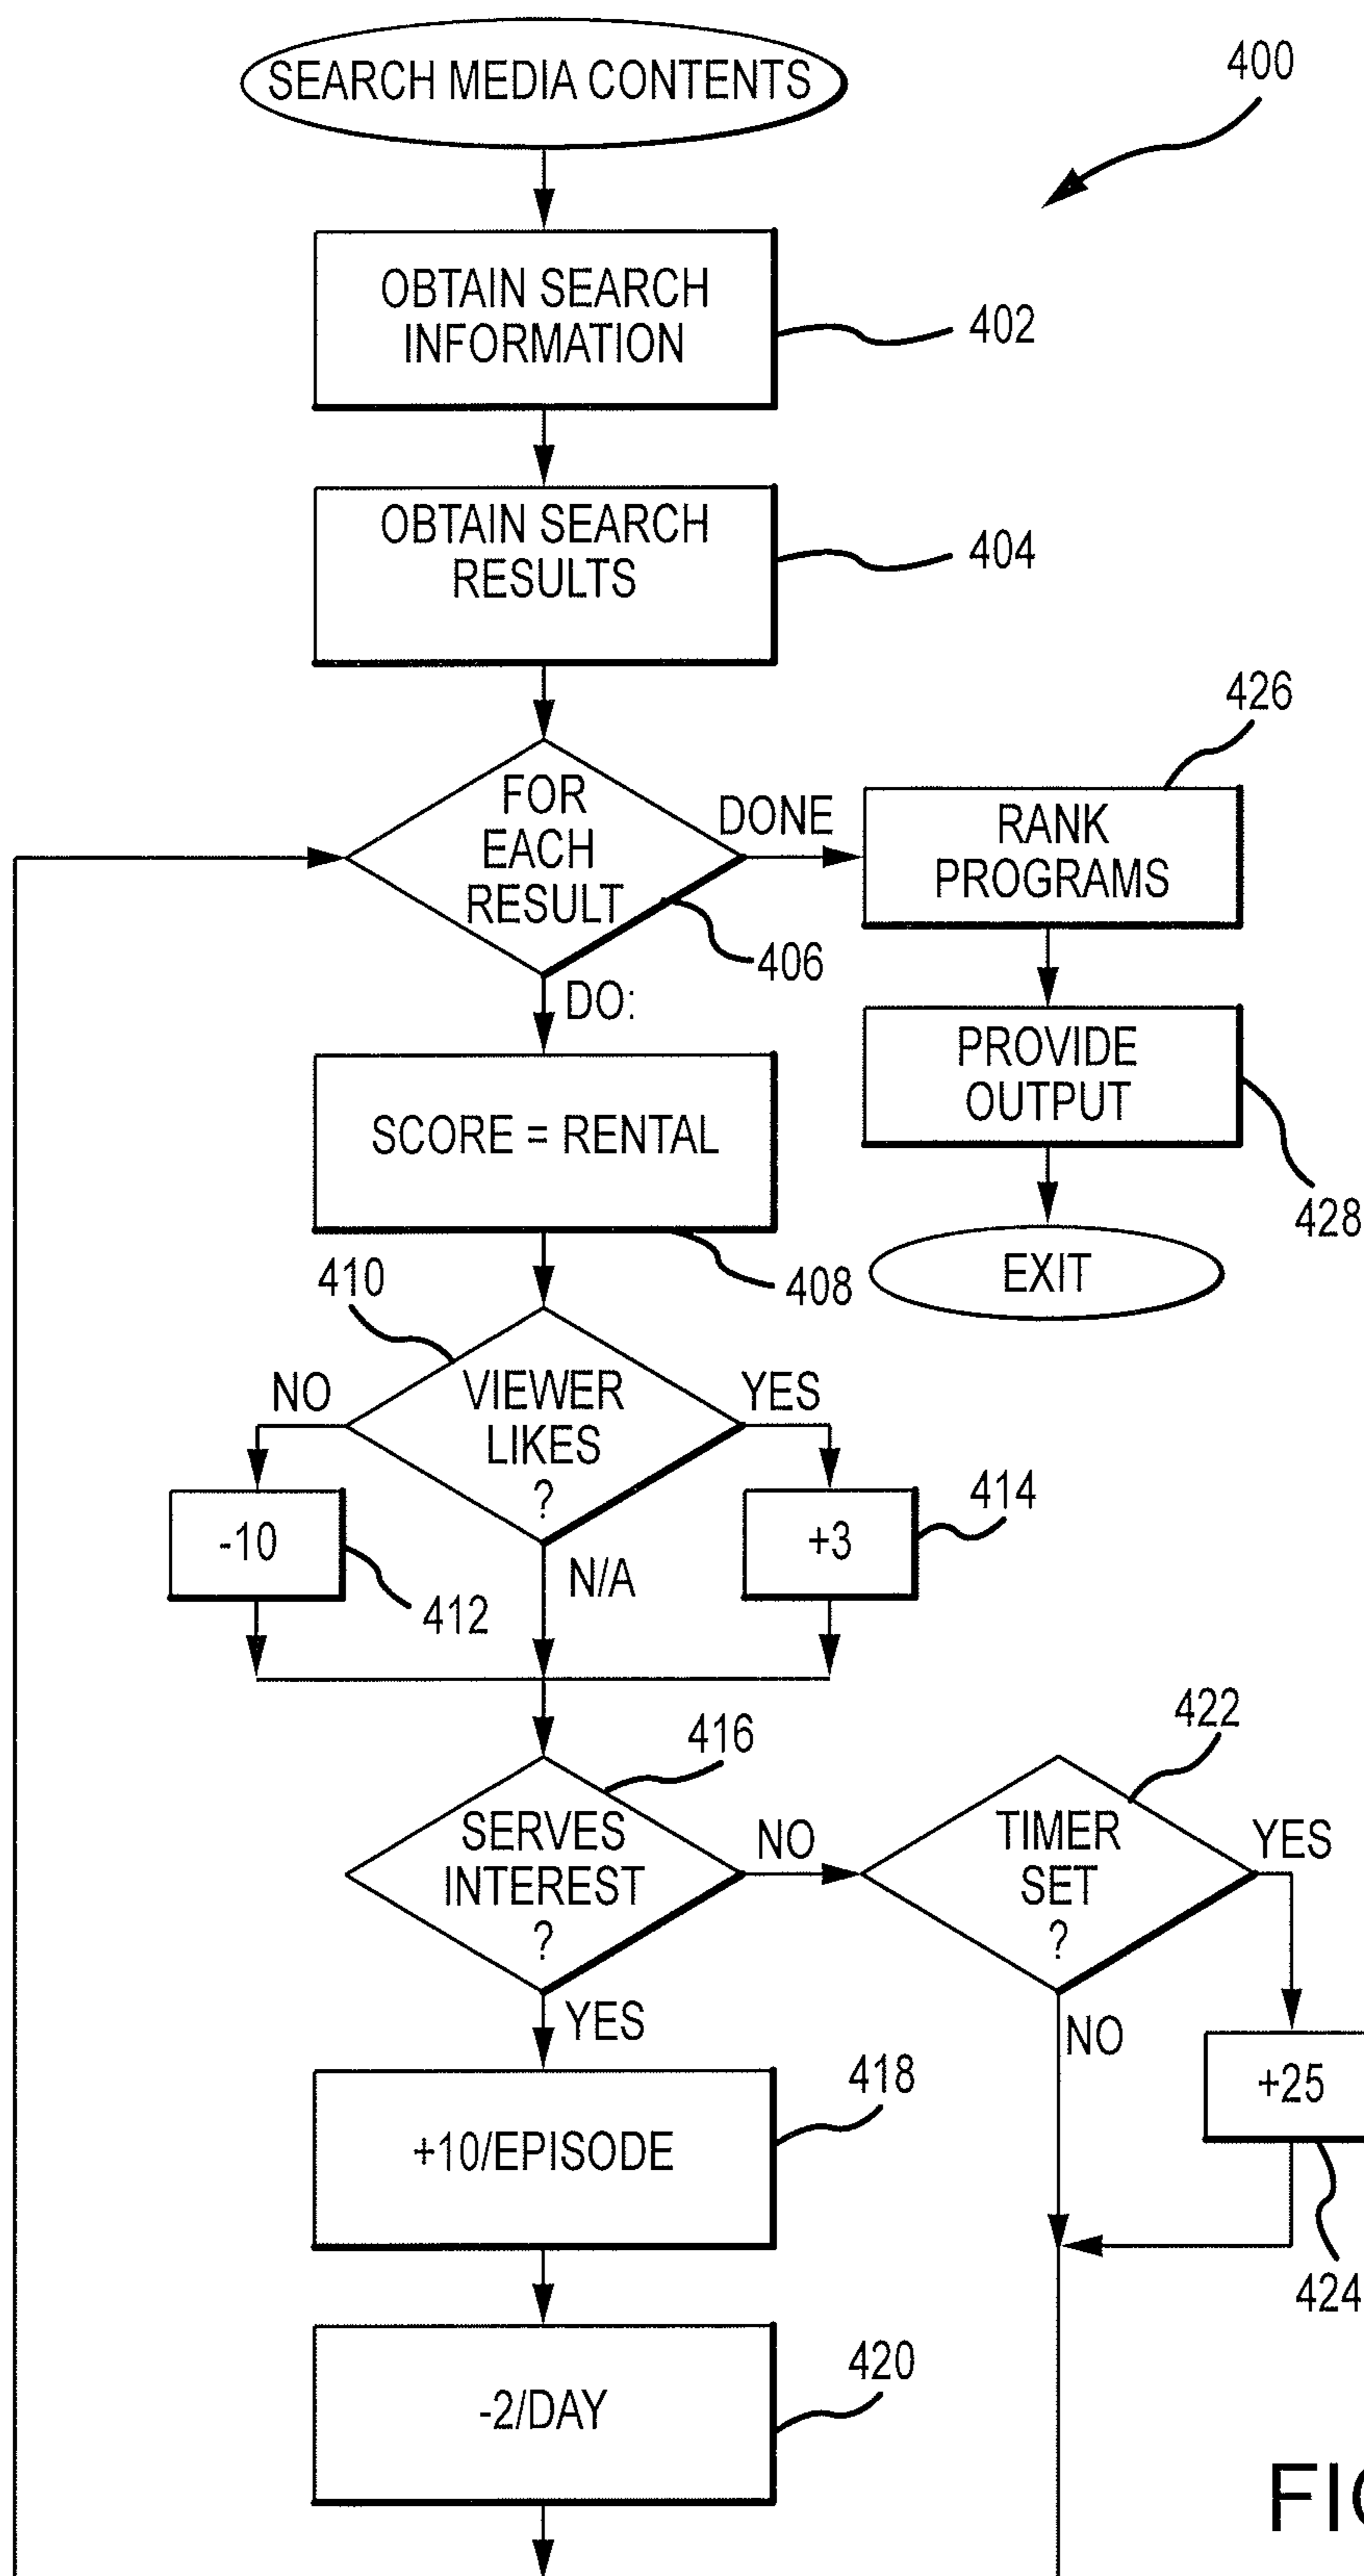 SEARCH MEDIA CONTENTS
400
OBTAIN SEARCH
INFORMATION
402
OBTAIN SEARCH
RESULTS
404
FOR
EACH
RESULT
406
DONE
426
RANK
PROGRAMS
DO:
PROVIDE
OUTPUT
428
SCORE = RENTAL
408
EXIT
410
VIEWER
LIKES
?
NO
YES
-10
412
N/A
+3
414
416
SERVES
INTEREST
?
NO
422
TIMER
SET
?
YES
YES
NO
+10/EPISODE
418
+25
424
-2/DAY
420
FIG